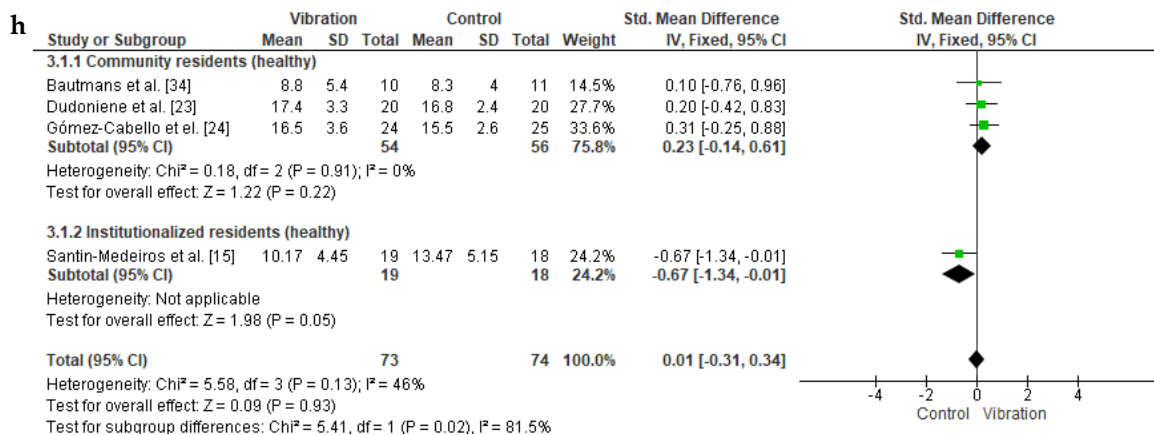 h
Vibration Control Std. Mean Difference Std. Mean Difference
Study or Subgroup Mean SD Total Mean SD Total Weight IV, Fixed, 95% CI IV, Fixed, 95% CI
3.1.1 Community residents (healthy)
Bautmans et al. [34] 8.8 5.4 10 8.3 4 11 14.5% 0.10 [-0.76, 0.96]
Dudoniene et al. [23] 17.4 3.3 20 16.8 2.4 20 27.7% 0.20 [-0.42, 0.83]
Gómez-Cabello et el. [24] 16.5 3.6 24 15.5 2.6 25 33.6% 0.31 [-0.25, 0.88]
Subtotal (95% CI) 54 56 75.8% 0.23 [-0.14, 0.61]
Heterogeneity: Chi² = 0.18, df = 2 (P = 0.91); I² = 0%
Test for overall effect: Z = 1.22 (P = 0.22)
3.1.2 Institutionalized residents (healthy)
Santin-Medeiros et al. [15] 10.17 4.45 19 13.47 5.15 18 24.2% -0.67 [-1.34, -0.01]
Subtotal (95% CI) 19 18 24.2% -0.67 [-1.34, -0.01]
Heterogeneity: Not applicable
Test for overall effect: Z = 1.98 (P = 0.05)
Total (95% CI) 73 74 100.0% 0.01 [-0.31, 0.34]
Heterogeneity: Chi² = 5.58, df = 3 (P = 0.13); I² = 46%
Test for overall effect: Z = 0.09 (P = 0.93)
Test for subgroup differences: Chi² = 5.41, df = 1 (P = 0.02), I² = 81.5%
-4 -2 0 2 4
Control Vibration